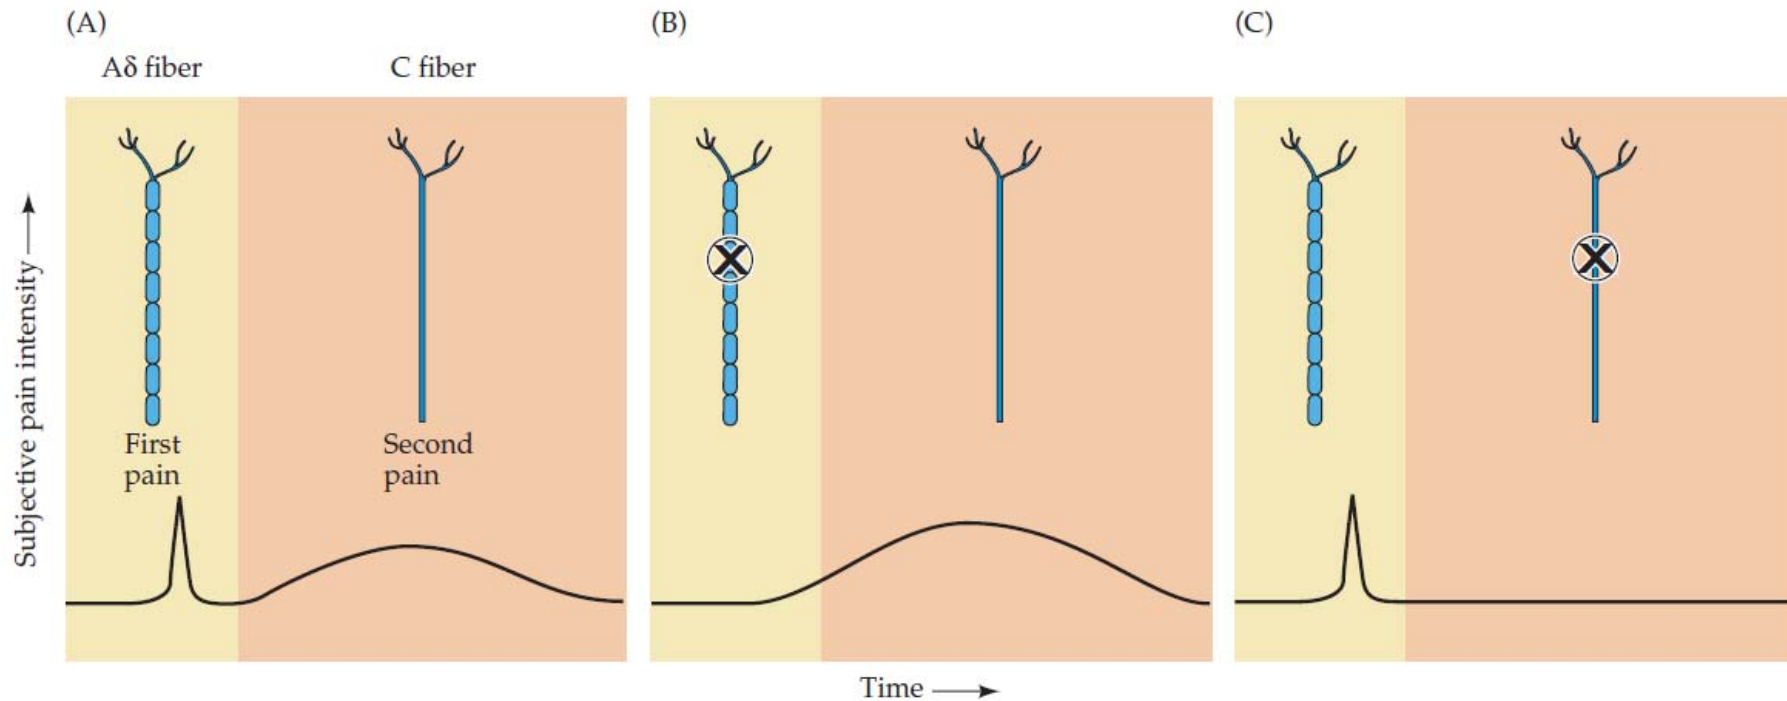 (A)
(B)
(C)
Aδ fiber
C fiber
X
X
First
pain
Second
pain
Subjective pain intensity
Time